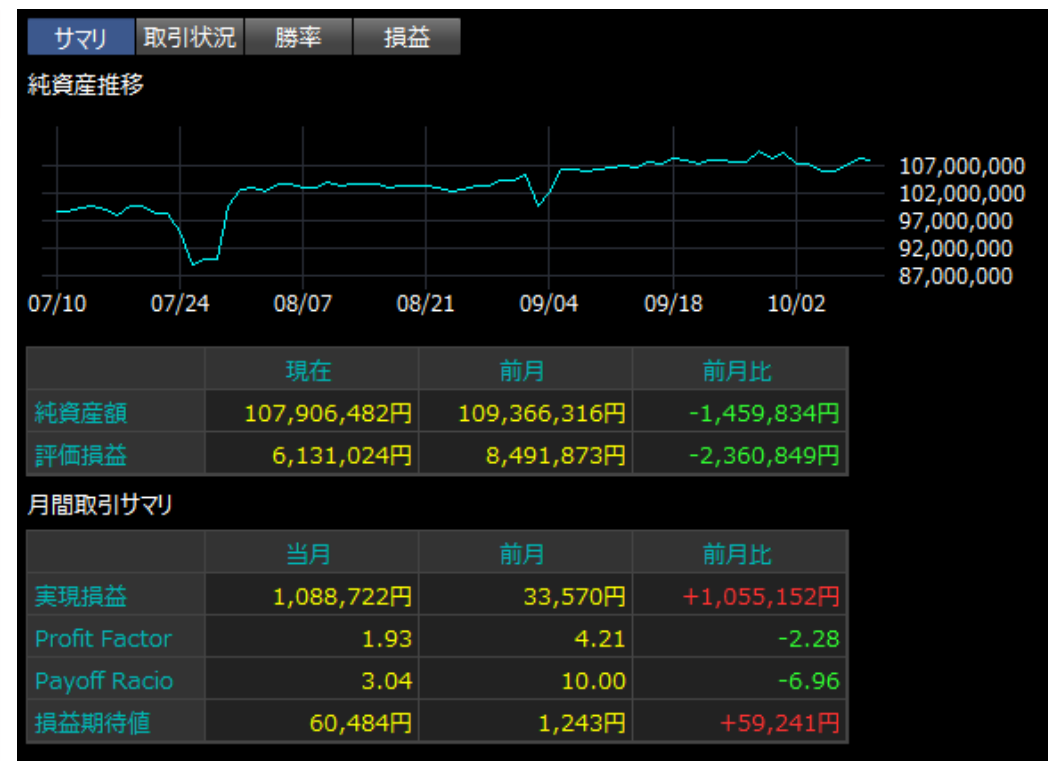 サマリ 取引状況 勝率 損益
純資産推移
107,000,000
102,000,000
97,000,000
92,000,000
87,000,000
07/10 07/24 08/07 08/21 09/04 09/18 10/02
現在 前月 前月比
純資産額 107,906,482円 109,366,316円 -1,459,834円
評価損益 6,131,024円 8,491,873円 -2,360,849円
月間取引サマリ
当月 前月 前月比
実現損益 1,088,722円 33,570円 +1,055,152円
Profit Factor 1.93 4.21 -2.28
Payoff Racio 3.04 10.00 -6.96
損益期待値 60,484円 1,243円 +59,241円